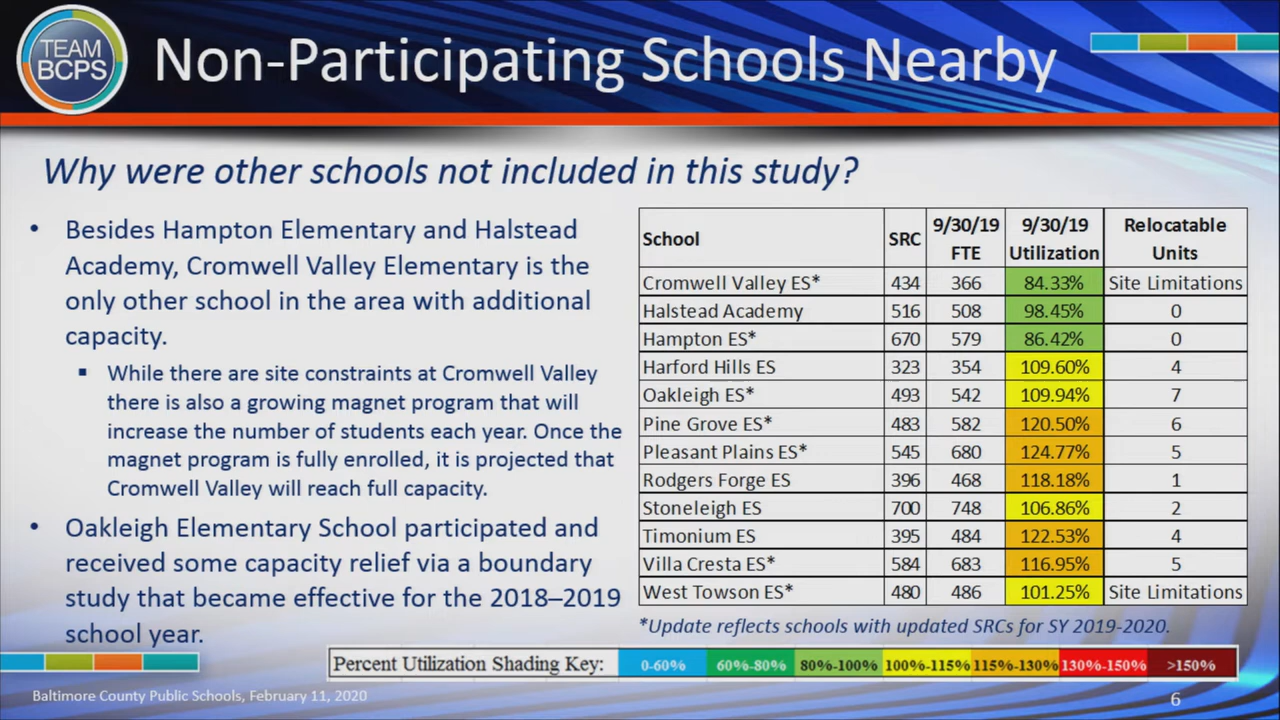 TEAM
BCPS
Non-Participating Schools Nearby
Why were other schools not included in this study?
• Besides Hampton Elementary and Halstead
Academy, Cromwell Valley Elementary is the
only other school in the area with additional
capacity.
▪ While there are site constraints at Cromwell Valley
there is also a growing magnet program that will
increase the number of students each year. Once the
magnet program is fully enrolled, it is projected that
Cromwell Valley will reach full capacity.
• Oakleigh Elementary School participated and
received some capacity relief via a boundary
study that became effective for the 2018–2019
school year.
School SRC 9/30/19 FTE 9/30/19 Utilization Relocatable Units
Cromwell Valley ES* 434 366 84.33% Site Limitations
Halstead Academy 516 508 98.45% 0
Hampton ES* 670 579 86.42% 0
Harford Hills ES 323 354 109.60% 4
Oakleigh ES* 493 542 109.94% 7
Pine Grove ES* 483 582 120.50% 6
Pleasant Plains ES* 545 680 124.77% 5
Rodgers Forge ES 396 468 118.18% 1
Stoneleigh ES 700 748 106.86% 2
Timonium ES 395 484 122.53% 4
Villa Cresta ES* 584 683 116.95% 5
West Towson ES* 480 486 101.25% Site Limitations
*Update reflects schools with updated SRCs for SY 2019-2020.
Percent Utilization Shading Key: 0-60% 60%-80% 80%-100% 100%-115% 115%-130% 130%-150% >150%
Baltimore County Public Schools, February 11, 2020
6